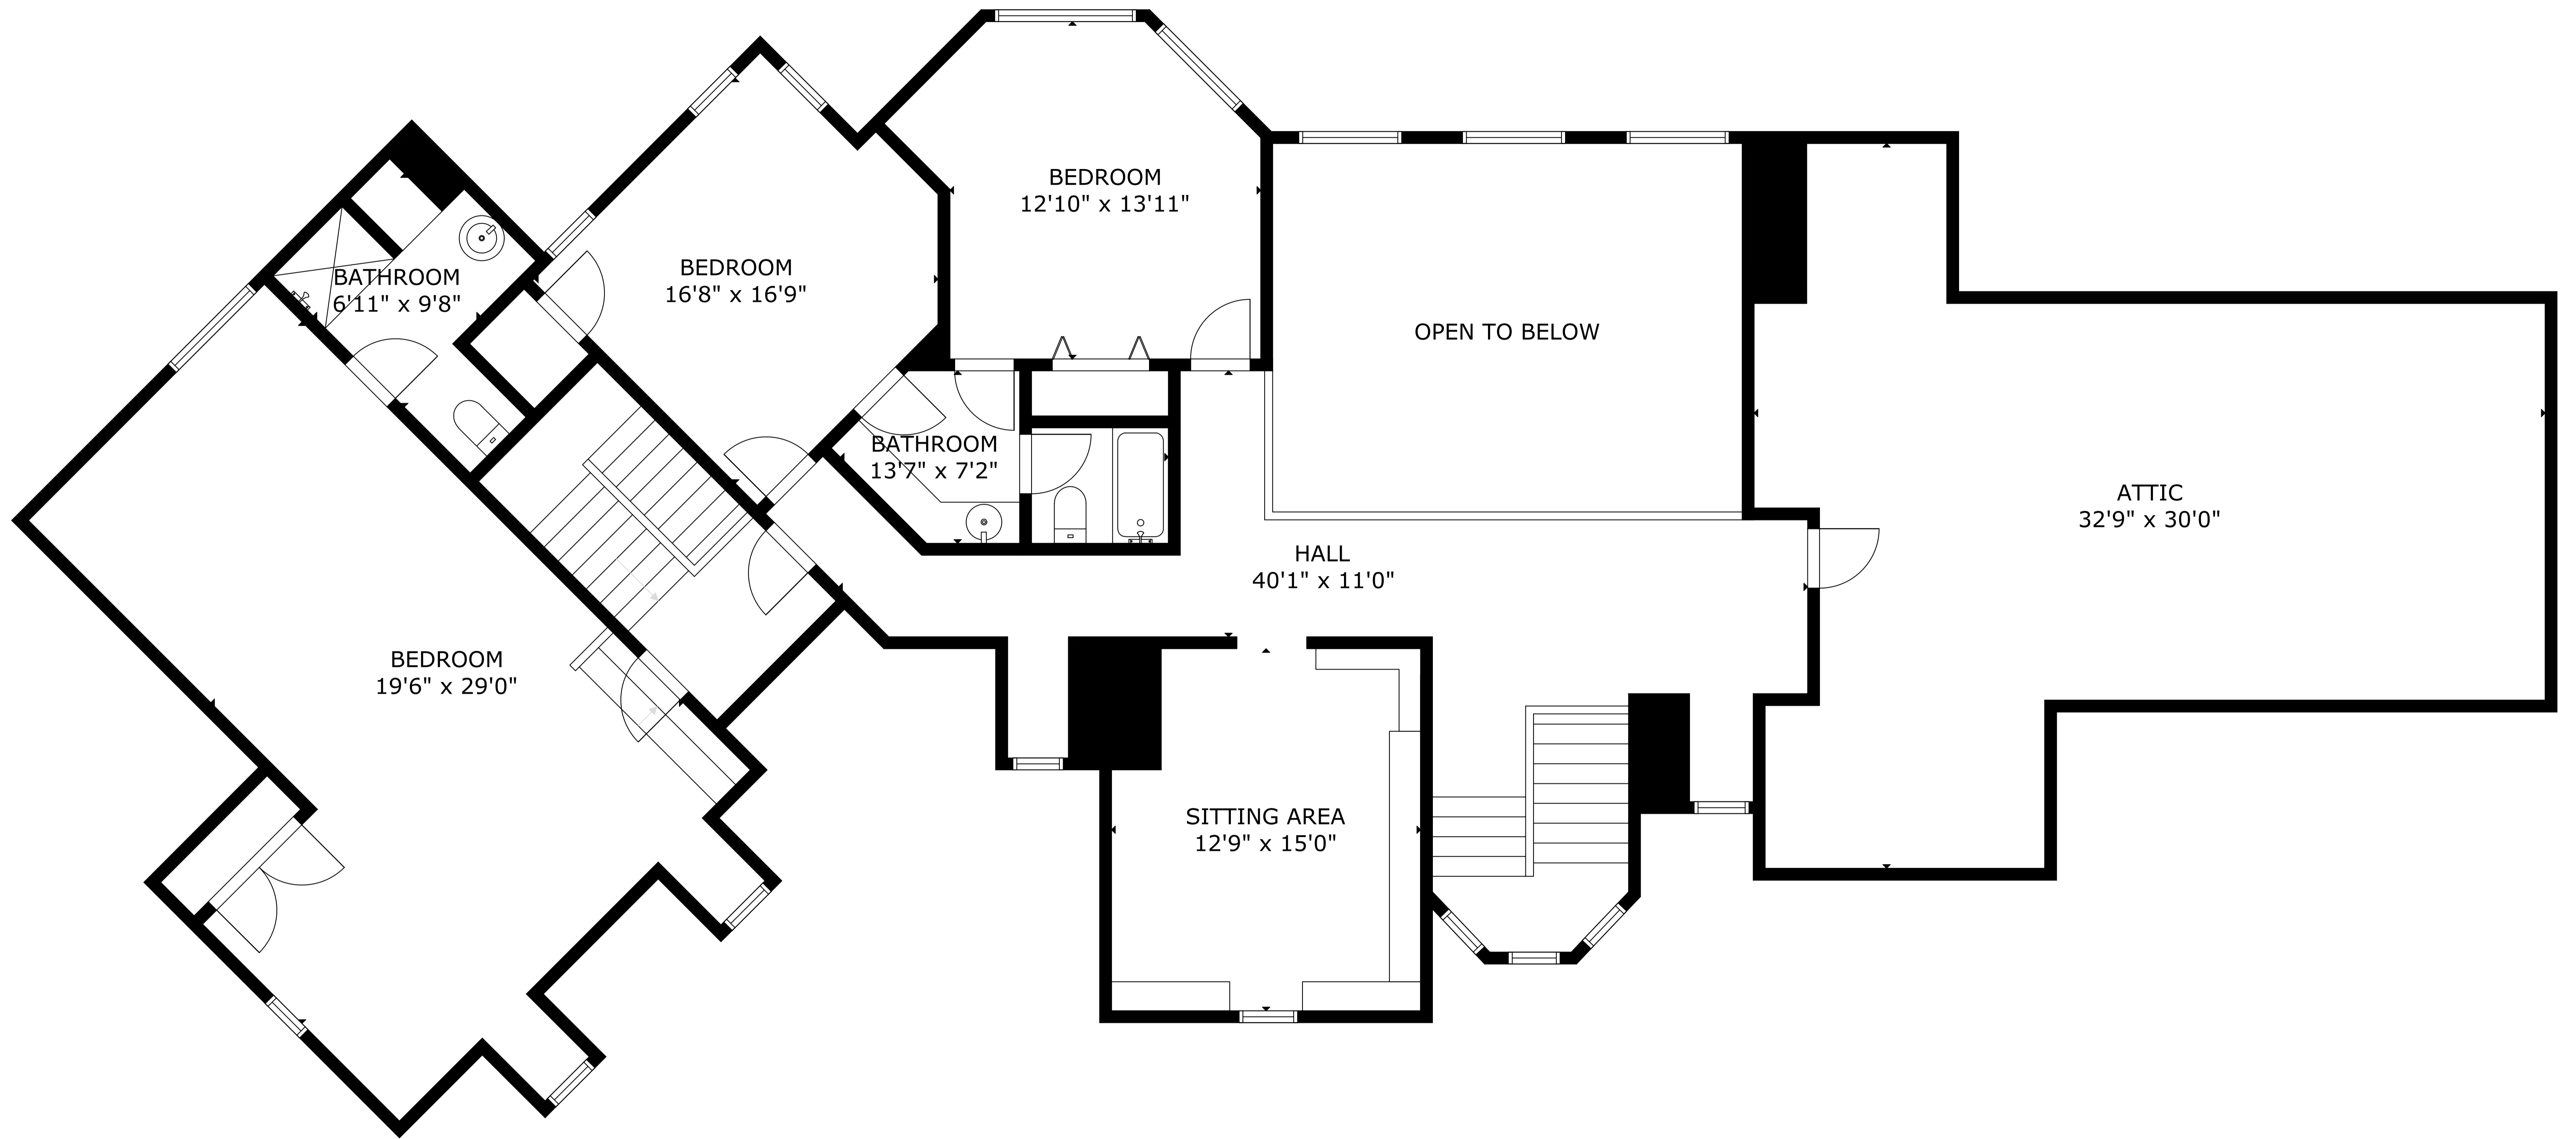 BEDROOM
12'10" x 13'11"
BEDROOM
16'8" x 16'9"
BATHROOM
6'11" x 9'8"
OPEN TO BELOW
BATHROOM
13'7" x 7'2"
ATTIC
32'9" x 30'0"
HALL
40'1" x 11'0"
BEDROOM
19'6" x 29'0"
SITTING AREA
12'9" x 15'0"